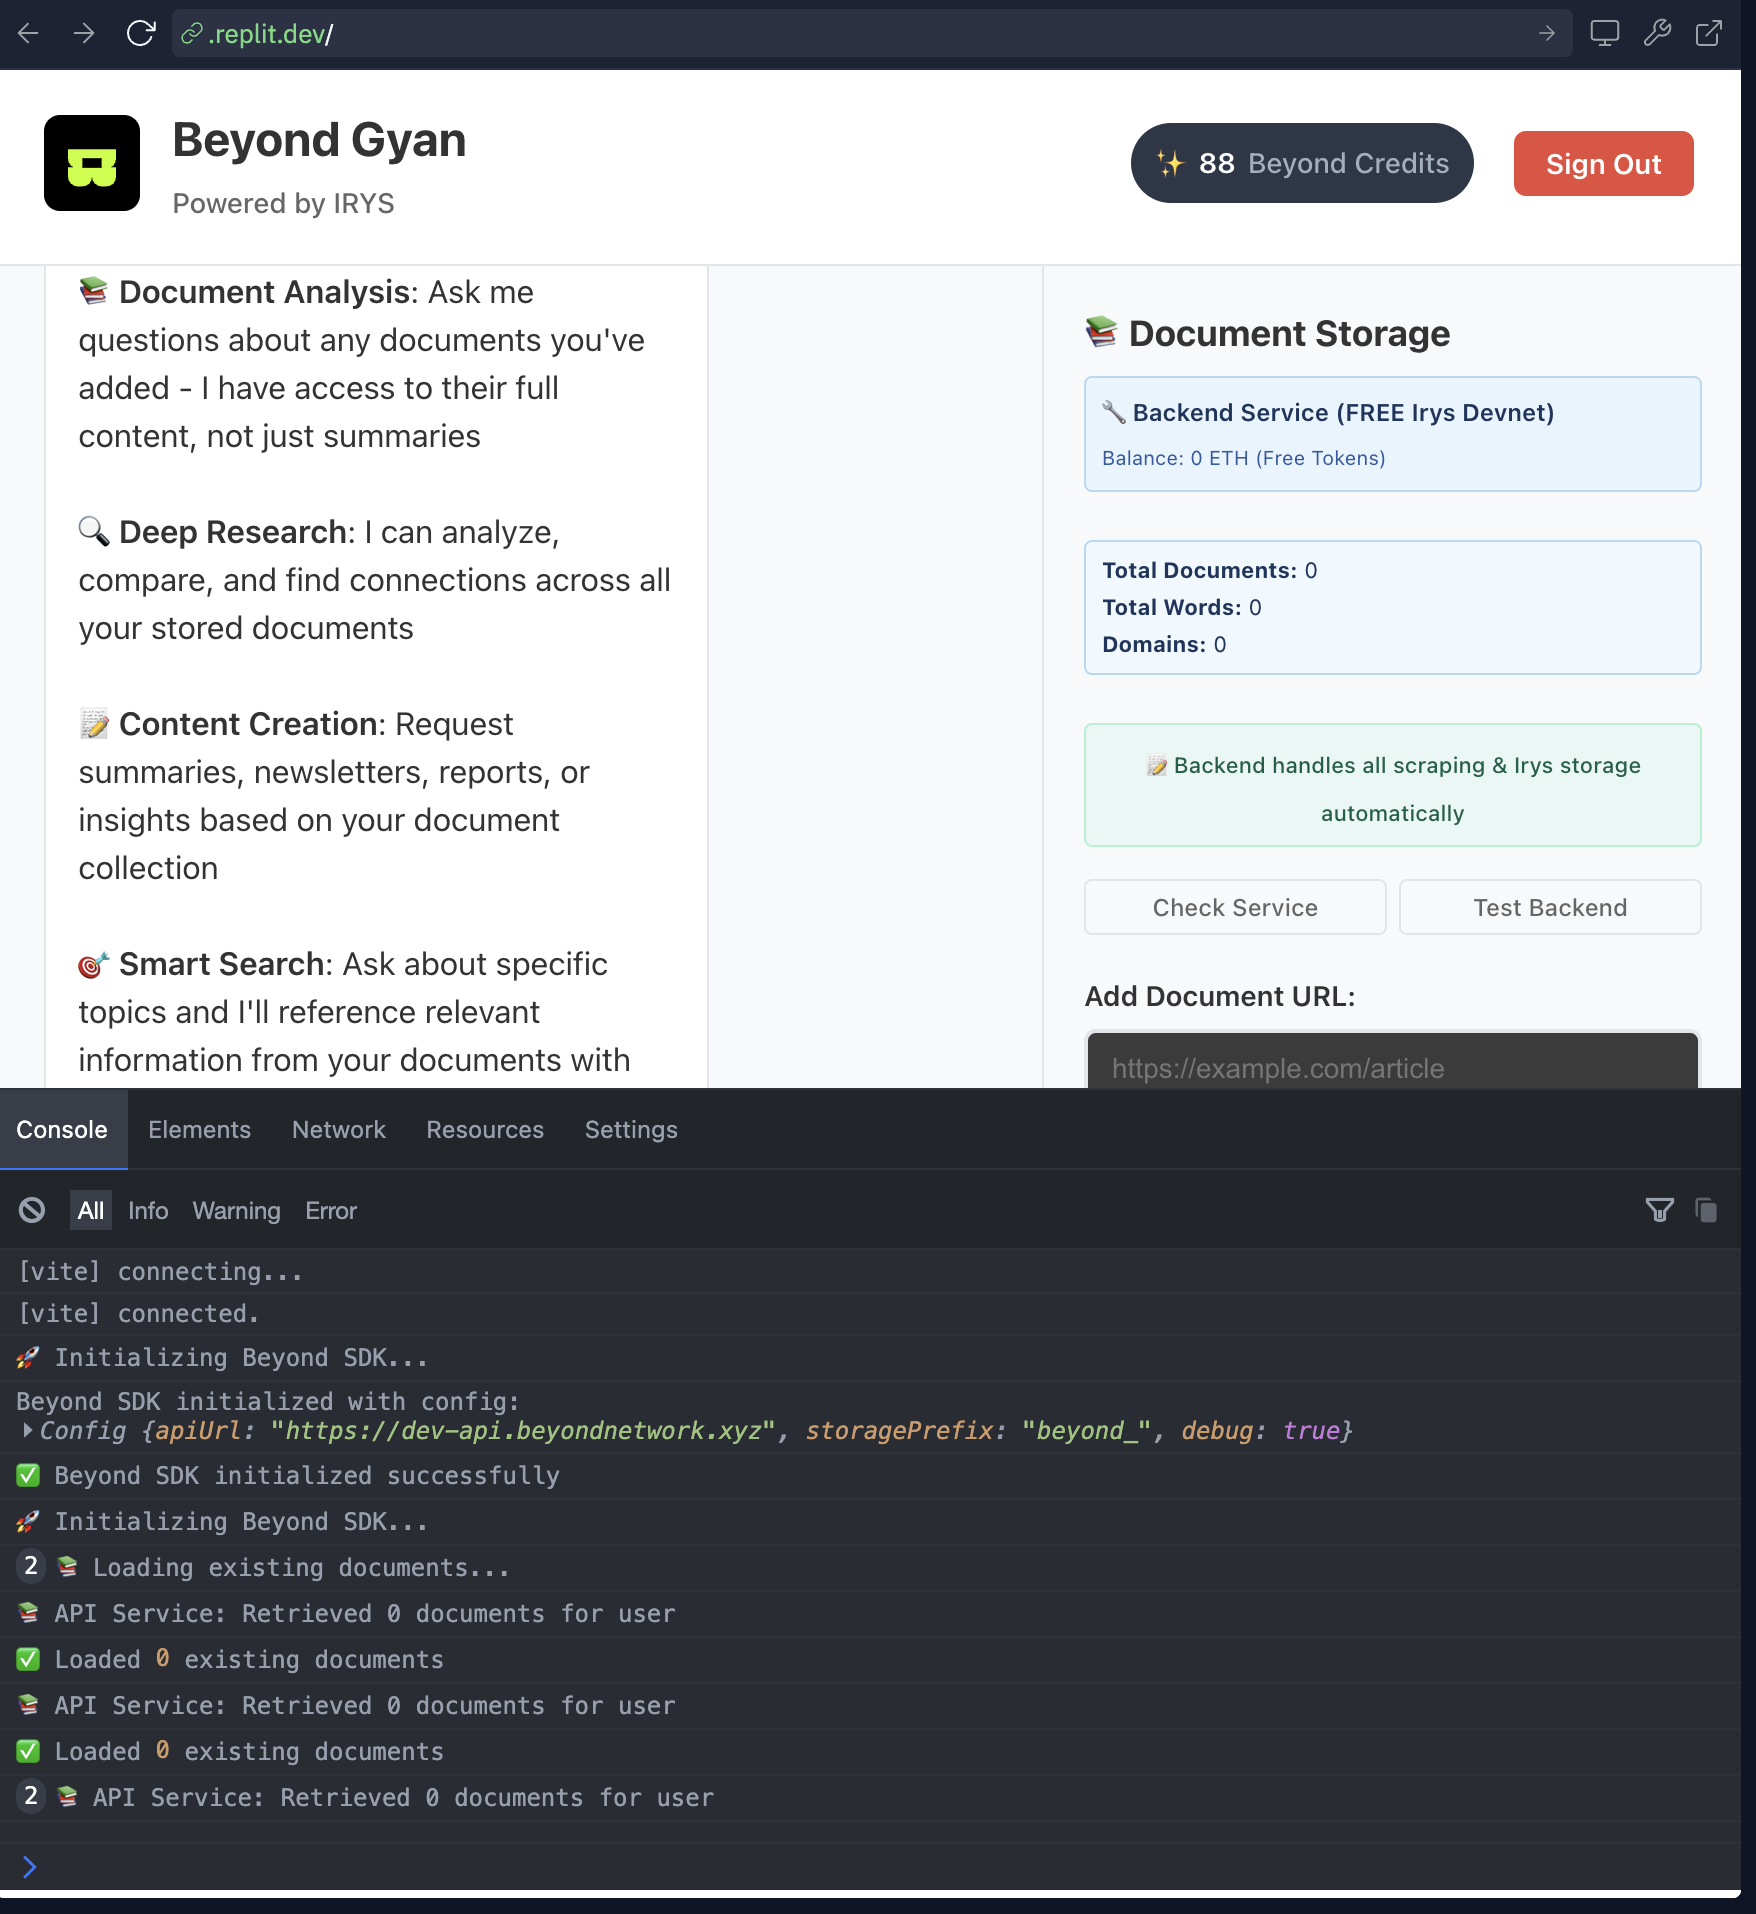 .replit.dev/
Beyond Gyan
Powered by IRYS
✨ 88 Beyond Credits
Sign Out
📚 Document Analysis: Ask me
questions about any documents you've
added - I have access to their full
content, not just summaries
🔍 Deep Research: I can analyze,
compare, and find connections across all
your stored documents
📝 Content Creation: Request
summaries, newsletters, reports, or
insights based on your document
collection
🎯 Smart Search: Ask about specific
topics and I'll reference relevant
information from your documents with
📚 Document Storage
🔧 Backend Service (FREE Irys Devnet)
Balance: 0 ETH (Free Tokens)
Total Documents: 0
Total Words: 0
Domains: 0
📝 Backend handles all scraping & Irys storage
automatically
Check Service
Test Backend
Add Document URL:
https://example.com/article
Console Elements Network Resources Settings
All Info Warning Error
[vite] connecting...
[vite] connected.
🚀 Initializing Beyond SDK...
Beyond SDK initialized with config:
Config {apiUrl: "https://dev-api.beyondnetwork.xyz", storagePrefix: "beyond_", debug: true}
✅ Beyond SDK initialized successfully
🚀 Initializing Beyond SDK...
2 📚 Loading existing documents...
📚 API Service: Retrieved 0 documents for user
✅ Loaded 0 existing documents
📚 API Service: Retrieved 0 documents for user
✅ Loaded 0 existing documents
2 📚 API Service: Retrieved 0 documents for user